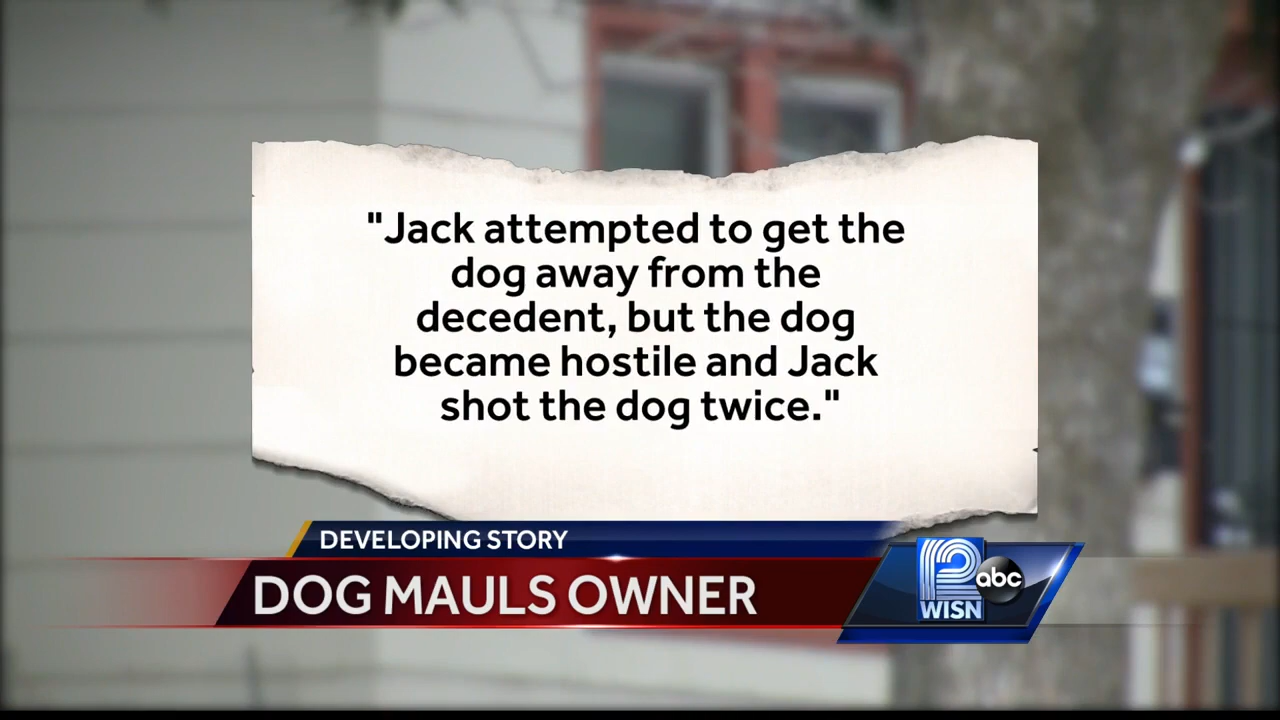 "Jack attempted to get the
dog away from the
decedent, but the dog
became hostile and Jack
shot the dog twice."
DEVELOPING STORY
DOG MAULS OWNER
12
abc
WISN